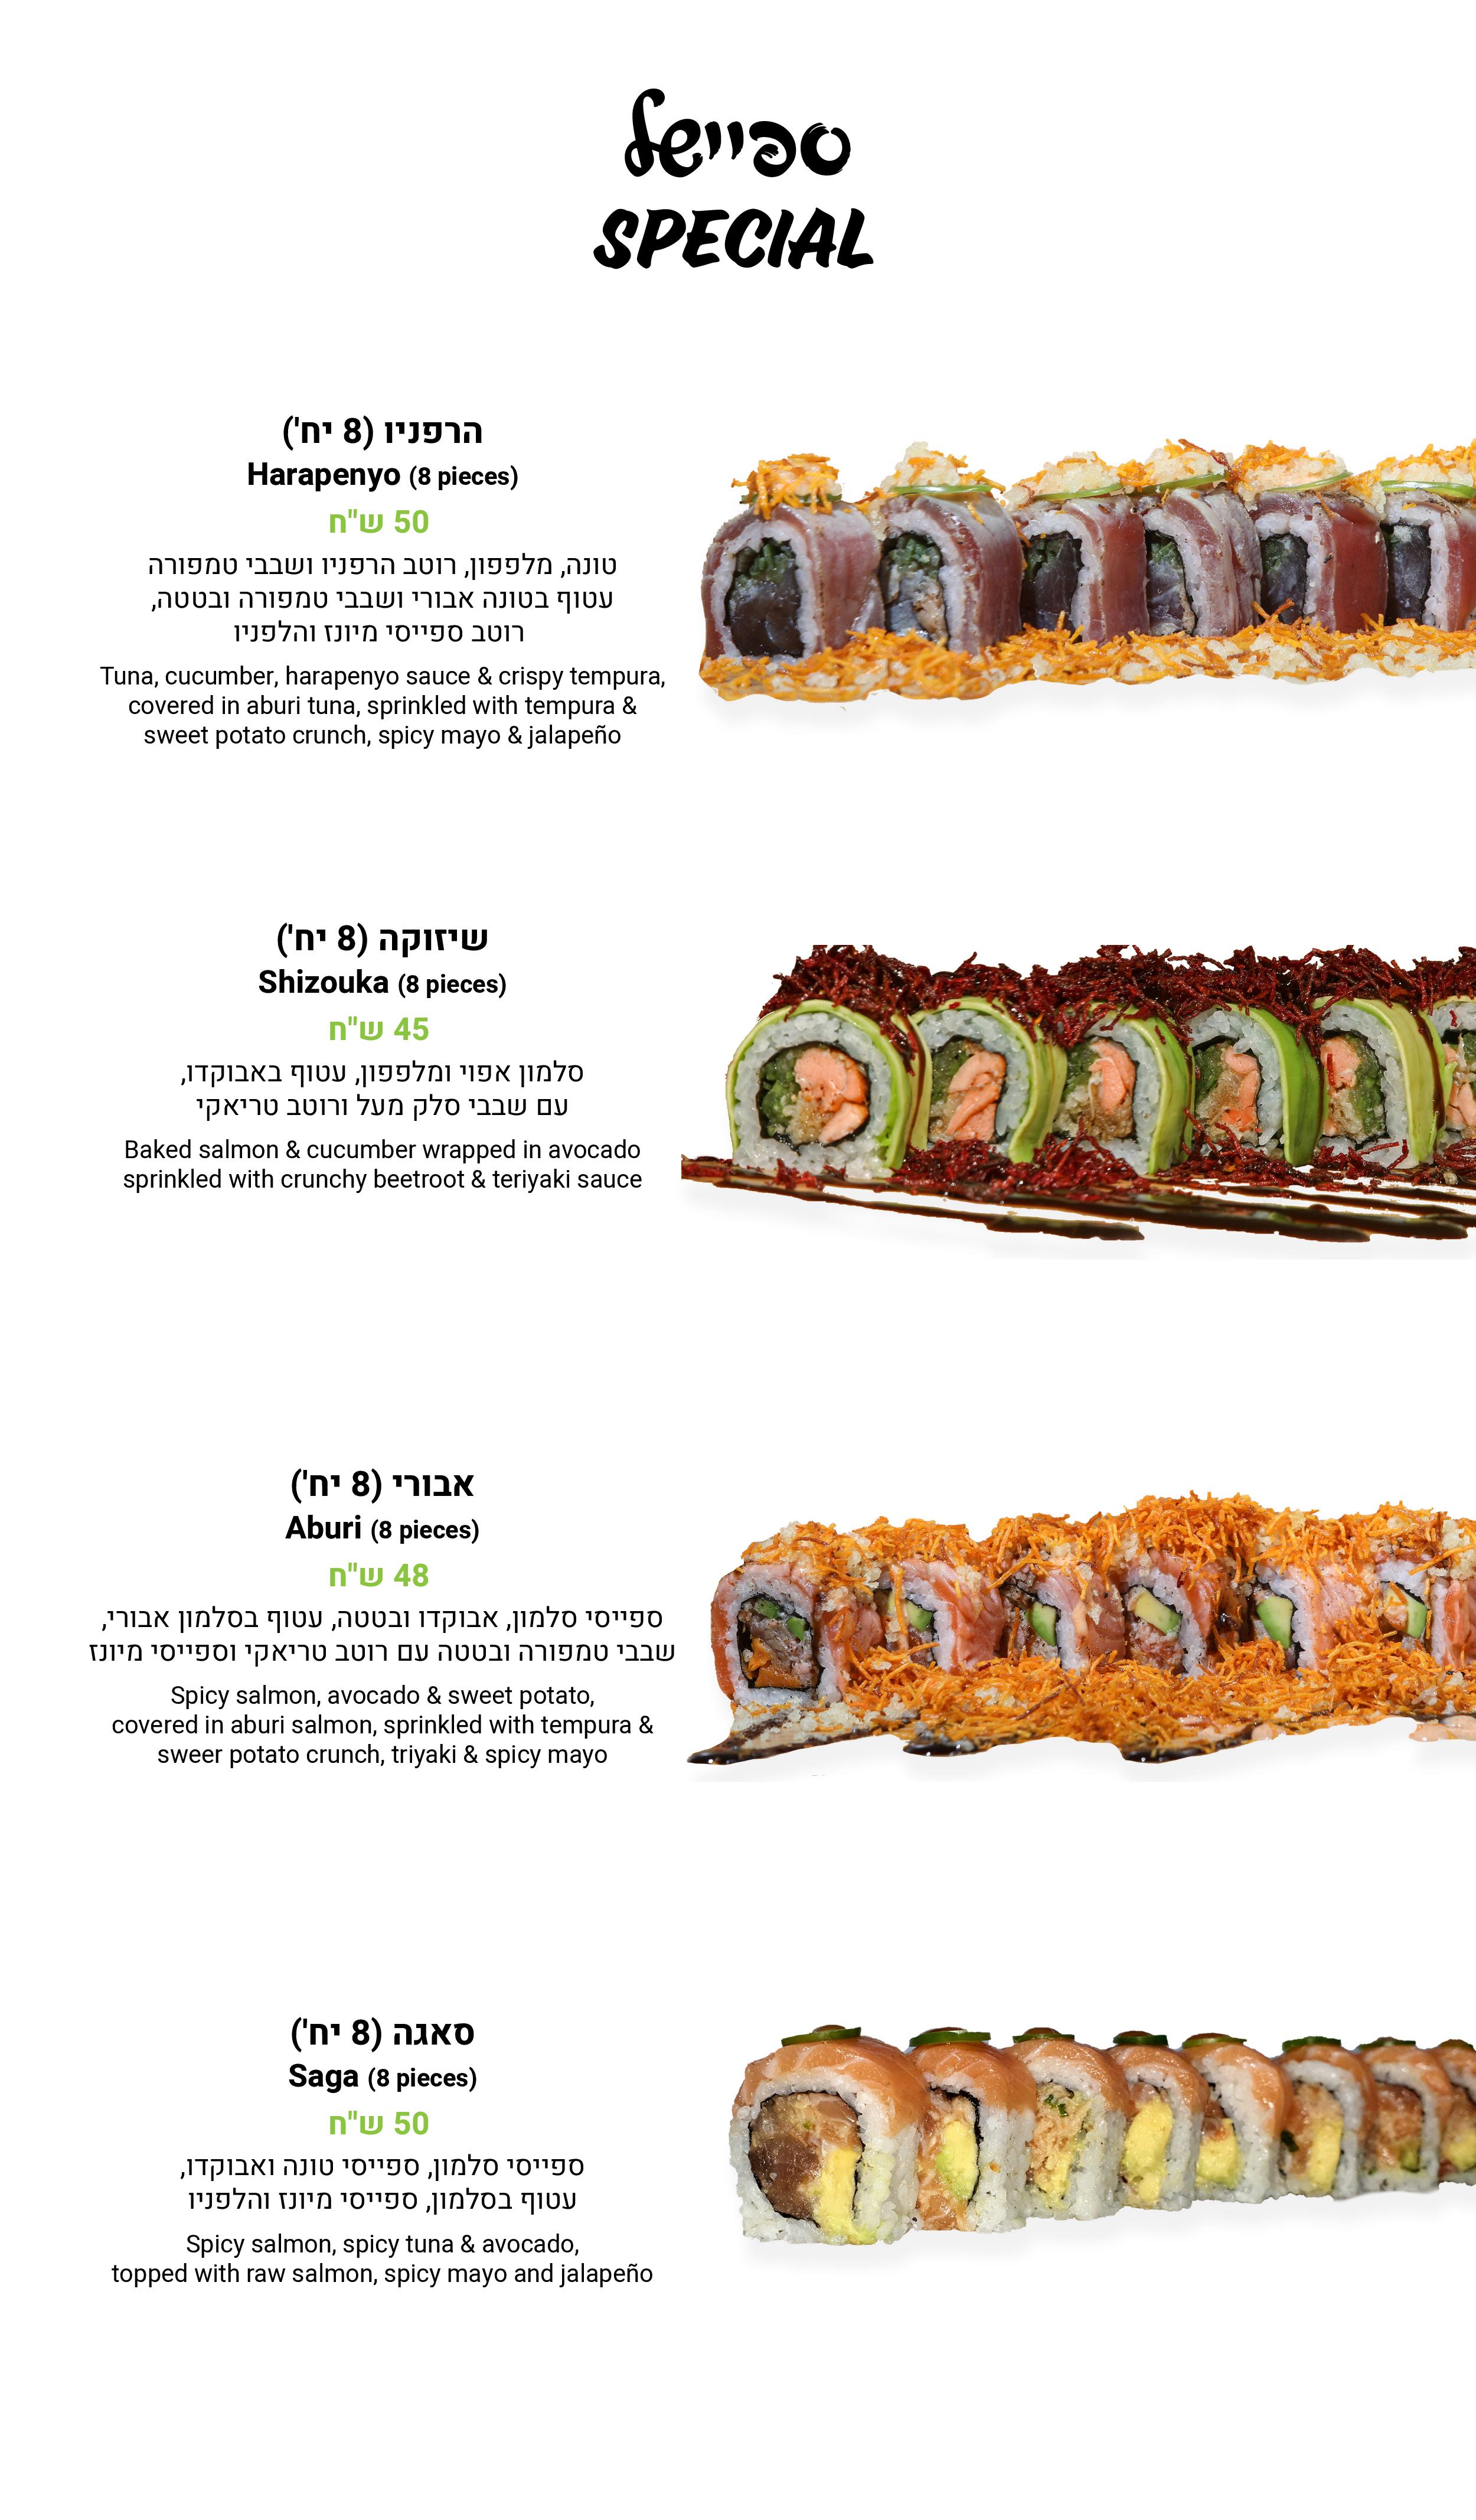 ספיישל
SPECIAL
הרפניו (8 יח')
Harapenyo (8 pieces)
50 ש"ח
טונה, מלפפון, רוטב הרפניו ושבבי טמפורה
עטוף בטונה אבורי ושבבי טמפורה ובטטה,
רוטב ספייסי מיונז והלפניו
Tuna, cucumber, harapenyo sauce & crispy tempura,
covered in aburi tuna, sprinkled with tempura &
sweet potato crunch, spicy mayo & jalapeño
שיזוקה (8 יח')
Shizouka (8 pieces)
45 ש"ח
סלמון אפוי ומלפפון, עטוף באבוקדו,
עם שבבי סלק מעל ורוטב טריאקי
Baked salmon & cucumber wrapped in avocado
sprinkled with crunchy beetroot & teriyaki sauce
אבורי (8 יח')
Aburi (8 pieces)
48 ש"ח
ספייסי סלמון, אבוקדו ובטטה, עטוף בסלמון אבורי,
שבבי טמפורה ובטטה עם רוטב טריאקי וספייסי מיונז
Spicy salmon, avocado & sweet potato,
covered in aburi salmon, sprinkled with tempura &
sweer potato crunch, triyaki & spicy mayo
סאגה (8 יח')
Saga (8 pieces)
50 ש"ח
ספייסי סלמון, ספייסי טונה ואבוקדו,
עטוף בסלמון, ספייסי מיונז והלפניו
Spicy salmon, spicy tuna & avocado,
topped with raw salmon, spicy mayo and jalapeño